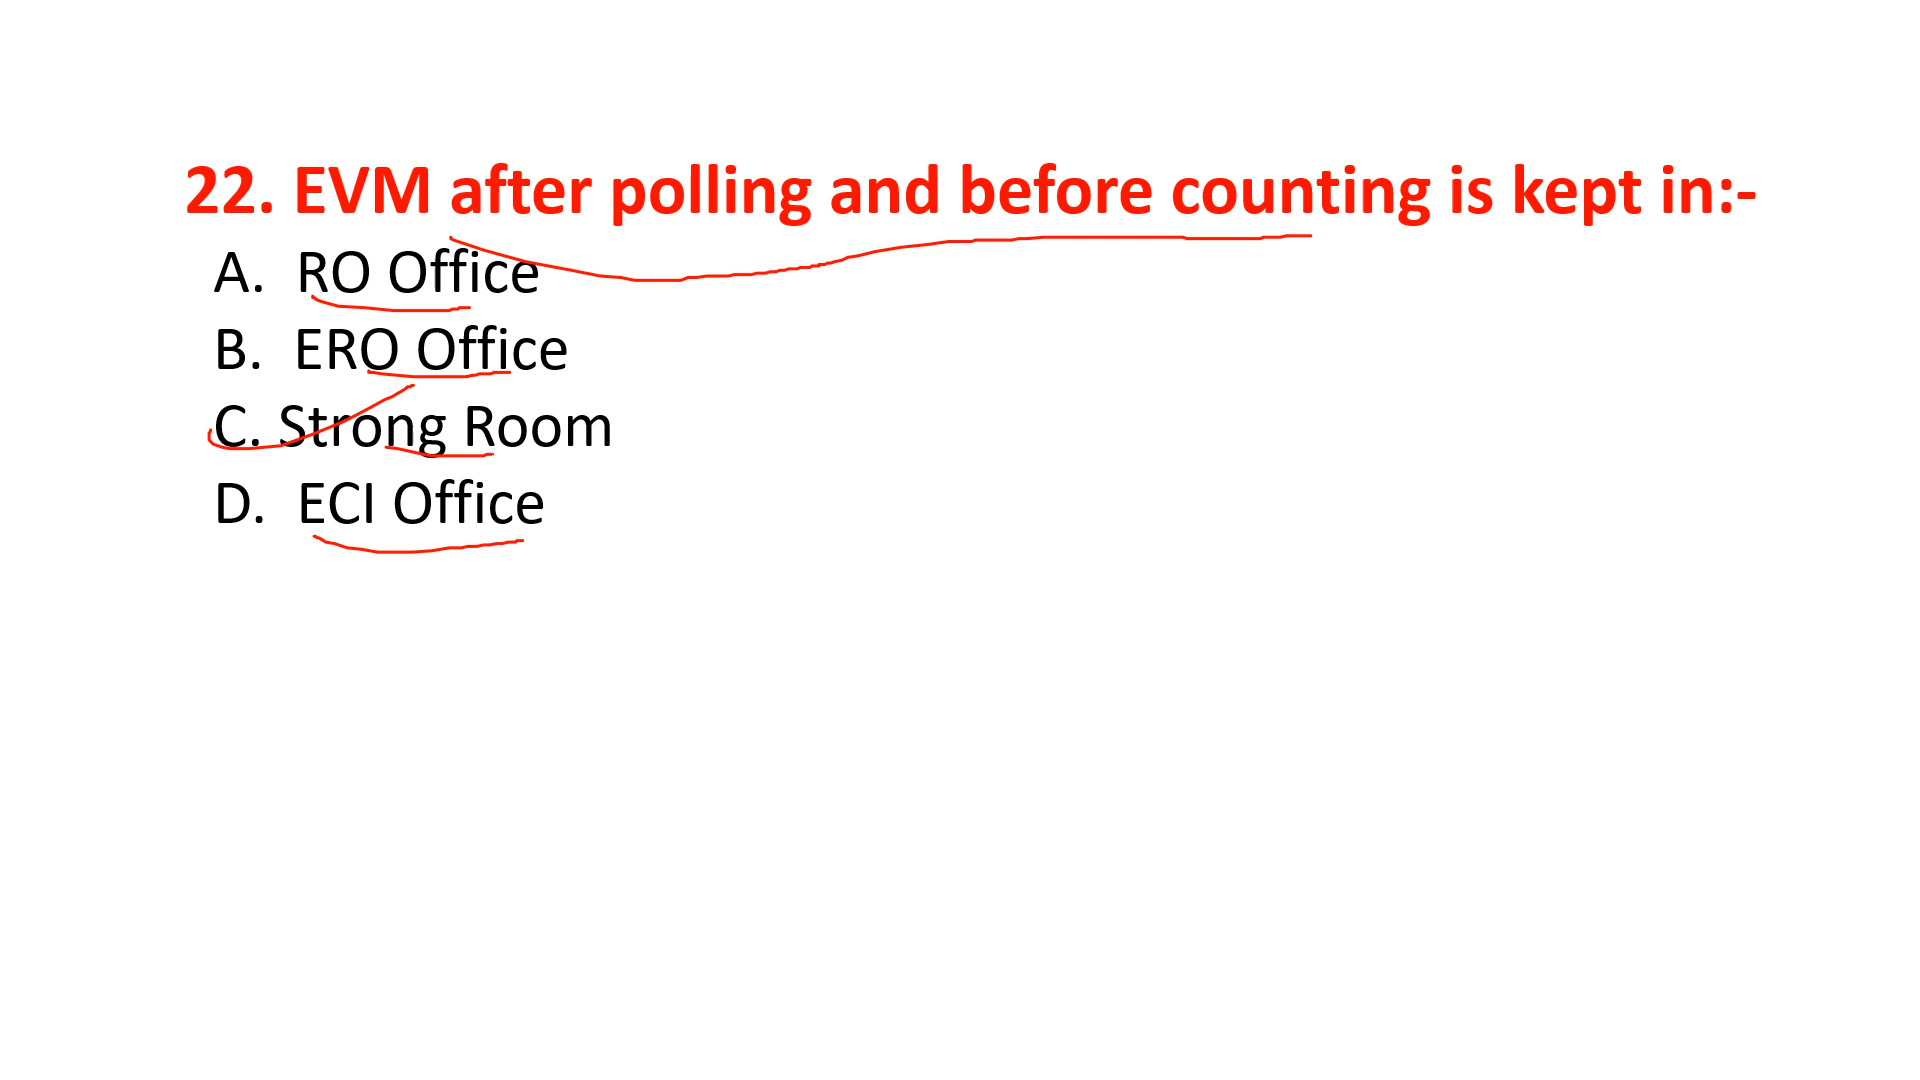 22. EVM after polling and before counting is kept in:-
A. RO Office
B. ERO Office
C. Strong Room
D. ECI Office